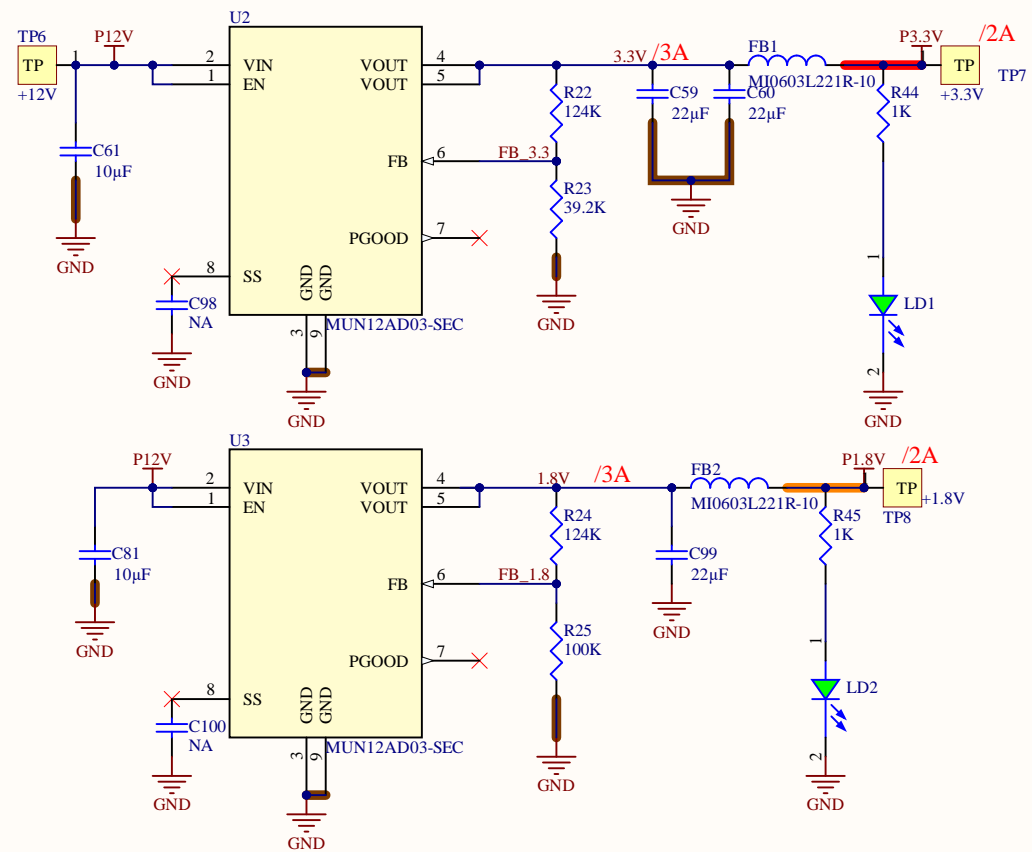 U2
TP6
P12V
TP
+12V
1
2 VIN
1 EN
VOUT 4
VOUT 5
3.3V /3A
FB1
MI0603L221R-10
P3.3V
/2A
TP
TP7
+3.3V
R22
124K
C59
22µF
C60
22µF
R44
1K
C61
10µF
FB 6
FB_3.3
R23
39.2K
GND
GND
PGOOD 7
8 SS
GND
GND
C98
NA
3
9
MUN12AD03-SEC
GND
GND
GND
1
LD1
2
GND
U3
P12V
2 VIN
1 EN
VOUT 4
VOUT 5
1.8V /3A
FB2
MI0603L221R-10
P1.8V
/2A
TP
+1.8V
TP8
R24
124K
C99
22µF
R45
1K
C81
10µF
FB 6
FB_1.8
R25
100K
GND
GND
PGOOD 7
8 SS
GND
GND
C100
NA
3
9
MUN12AD03-SEC
GND
GND
GND
1
LD2
2
GND